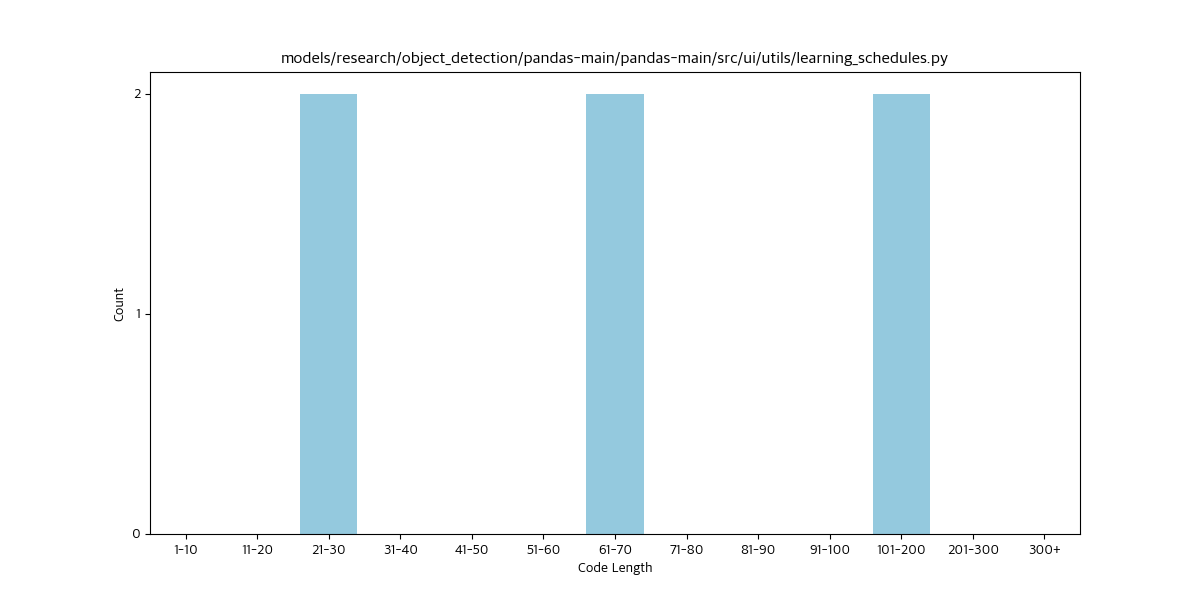 models/research/object_detection/pandas-main/pandas-main/src/ui/utils/learning_schedules.py
2
1
0
Count
1-10 11-20 21-30 31-40 41-50 51-60 61-70 71-80 81-90 91-100 101-200 201-300 300+
Code Length